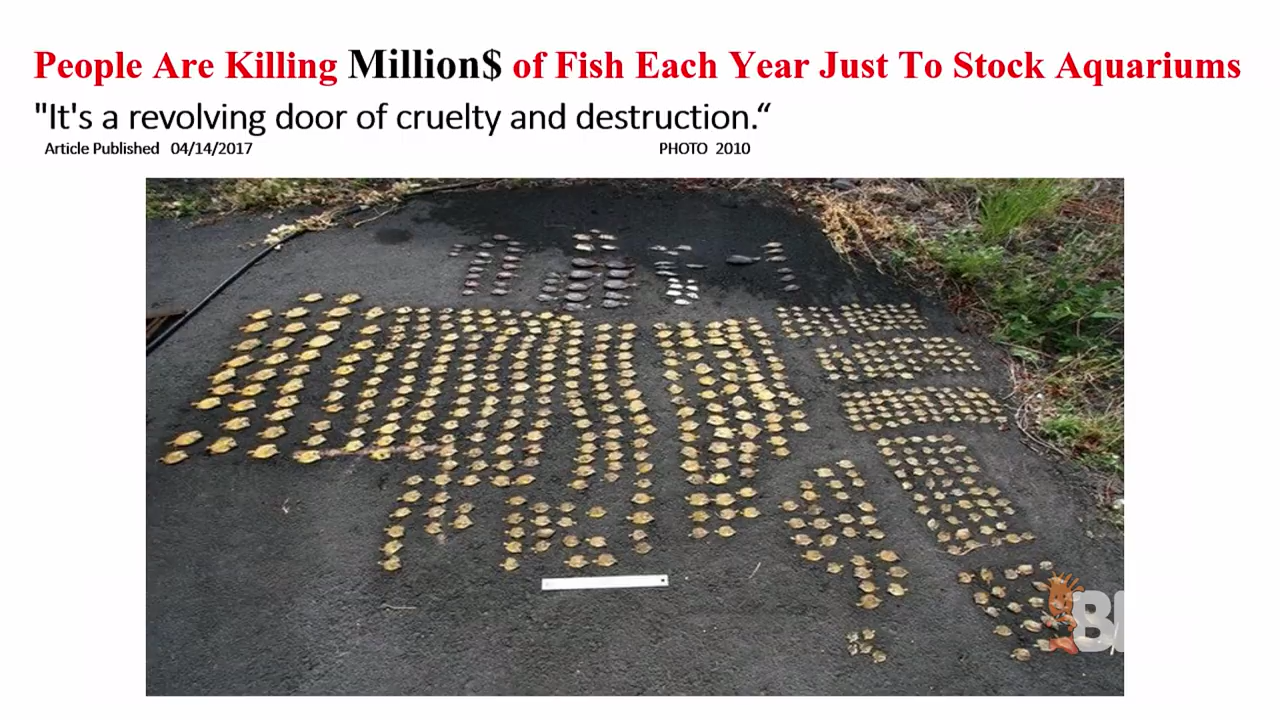 People Are Killing Million$ of Fish Each Year Just To Stock Aquariums
"It's a revolving door of cruelty and destruction.“
Article Published 04/14/2017
PHOTO 2010